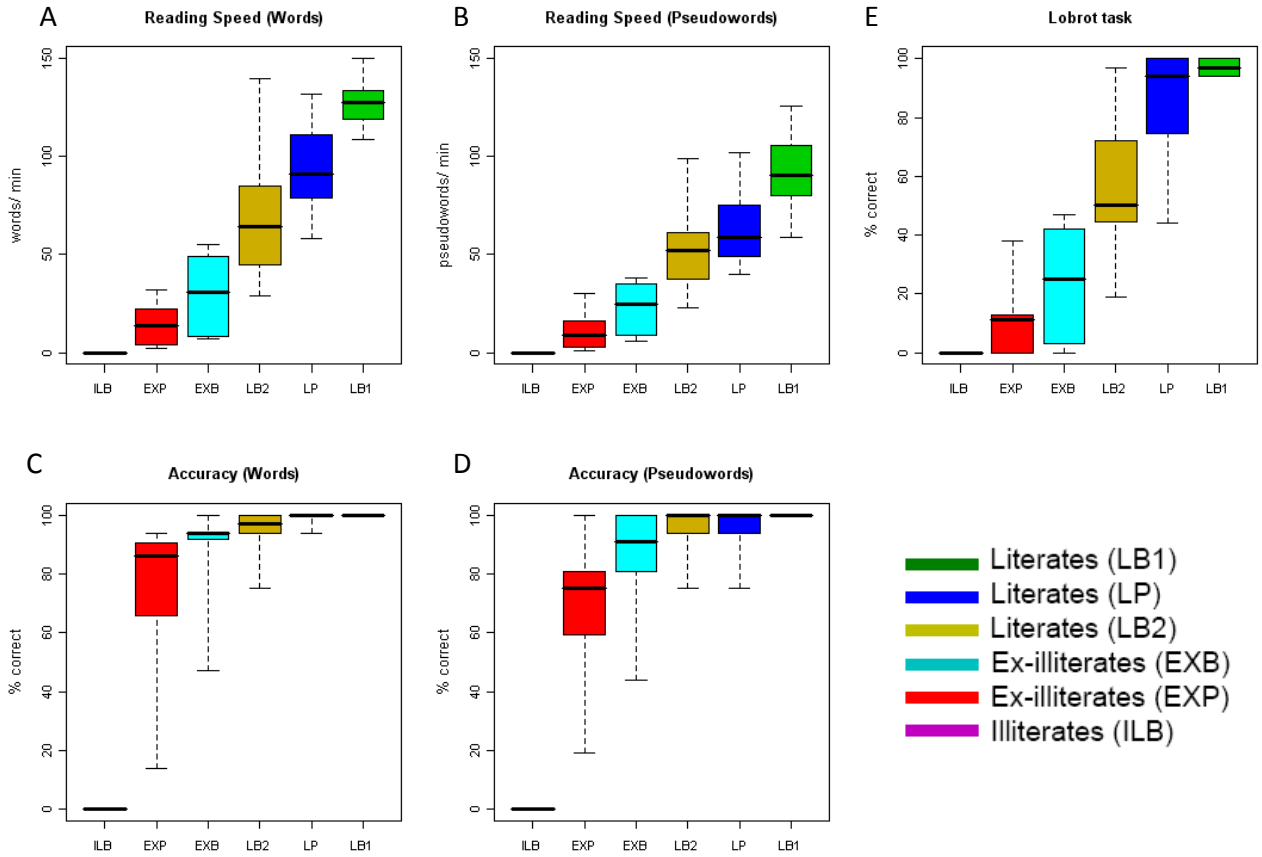 A
Reading Speed (Words)
words/ min
150
100
50
0
ILB EXP EXB LB2 LP LB1
B
Reading Speed (Pseudowords)
pseudowords/ min
150
100
50
0
ILB EXP EXB LB2 LP LB1
E
Lobrot task
% correct
100
80
60
40
20
0
ILB EXP EXB LB2 LP LB1
C
Accuracy (Words)
% correct
100
80
60
40
20
0
ILB EXP EXB LB2 LP LB1
D
Accuracy (Pseudowords)
% correct
100
80
60
40
20
0
ILB EXP EXB LB2 LP LB1
Literates (LB1)
Literates (LP)
Literates (LB2)
Ex-illiterates (EXB)
Ex-illiterates (EXP)
Illiterates (ILB)